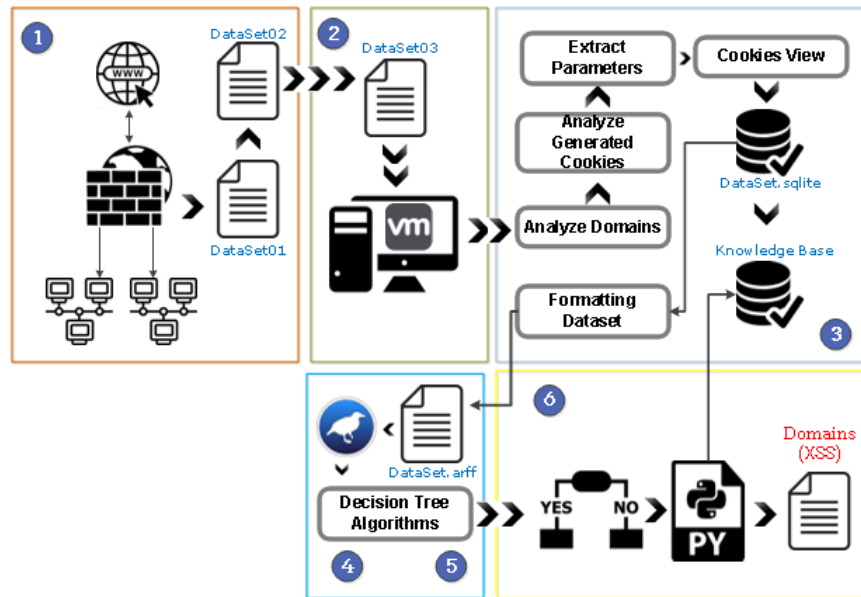 1
DataSet02
WWW
DataSet01
2
DataSet03
vm
3
Extract
Parameters
Cookies View
Analyze
Generated
Cookies
DataSet.sqlite
Analyze Domains
Knowledge Base
Formatting
Dataset
DataSet.arff
Decision Tree
Algorithms
4
5
6
YES
NO
PY
Domains
(XSS)